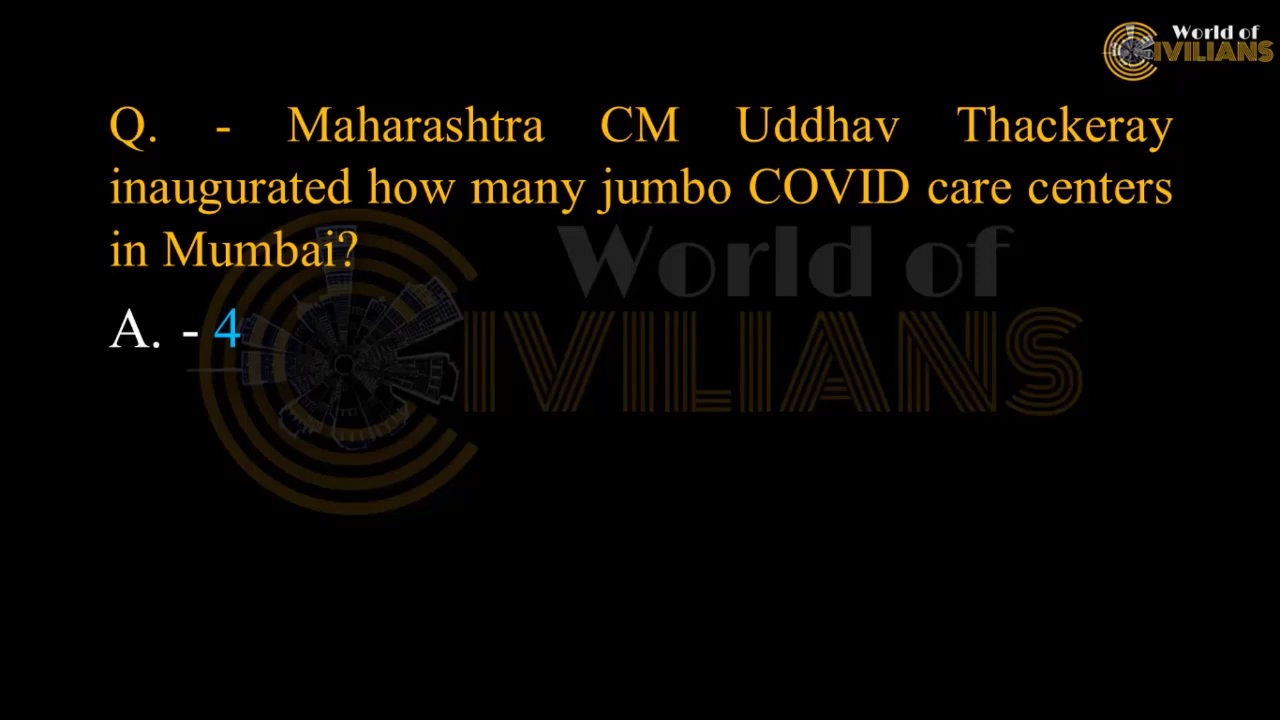 World of
CIVILIANS
Q. - Maharashtra CM Uddhav Thackeray
inaugurated how many jumbo COVID care centers
in Mumbai?
A. - 4
World of
CIVILIANS